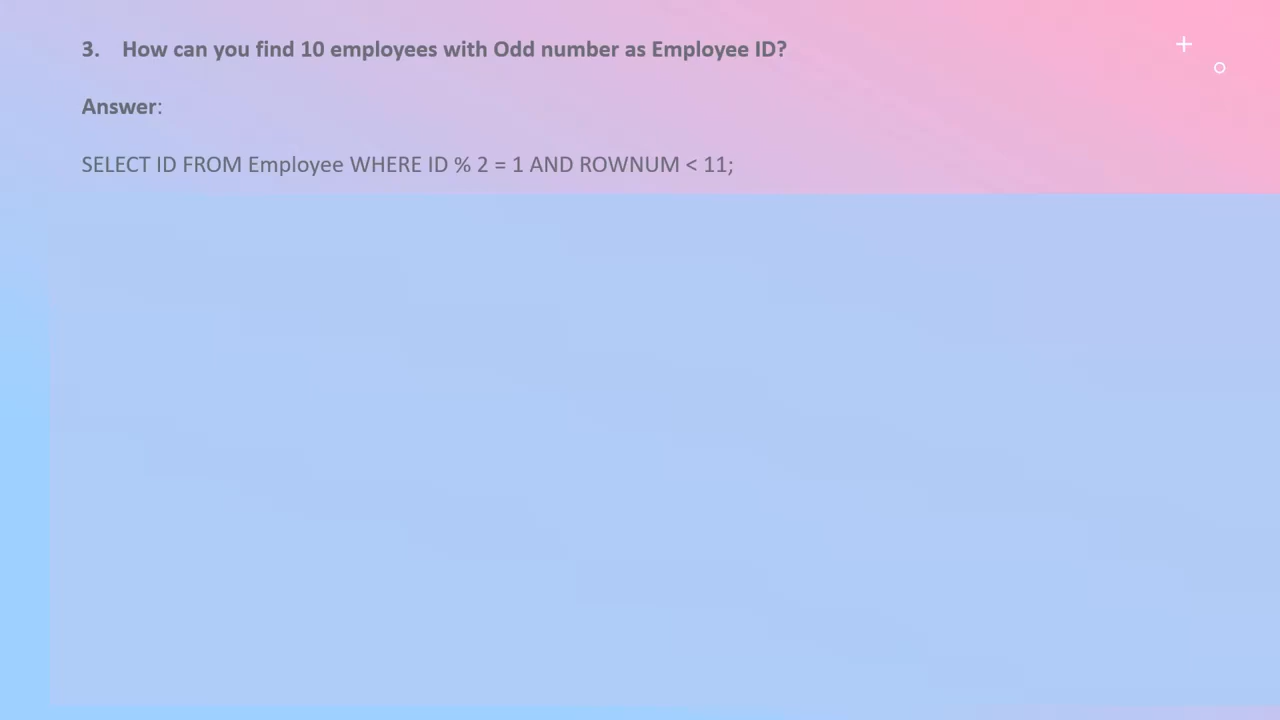 3. How can you find 10 employees with Odd number as Employee ID?
Answer:
SELECT ID FROM Employee WHERE ID % 2 = 1 AND ROWNUM < 11;